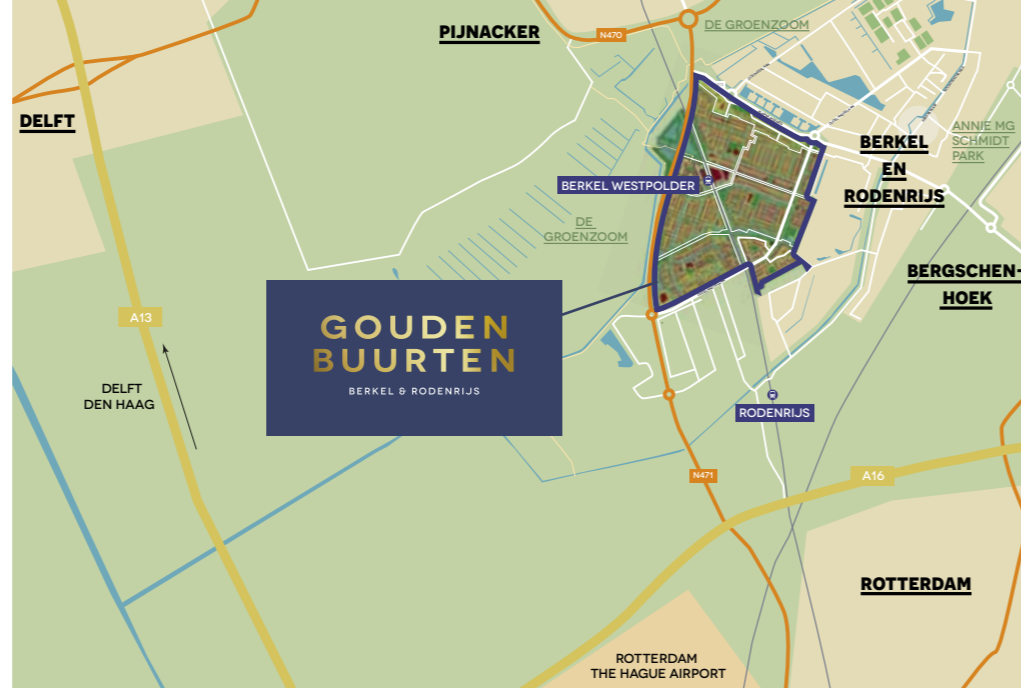 PIJNACKER
N470
DE GROENZOOM
DELFT
BERKEL
EN
RODENRIJS
ANNIE MG
SCHMIDT
PARK
BERKEL WESTPOLDER
DE
GROENZOOM
BERGSCHEN-
HOEK
GOUDEN
BUURTEN
BERKEL & RODENRIJS
A13
DELFT
DEN HAAG
RODENRIJS
N471
A16
ROTTERDAM
ROTTERDAM
THE HAGUE AIRPORT